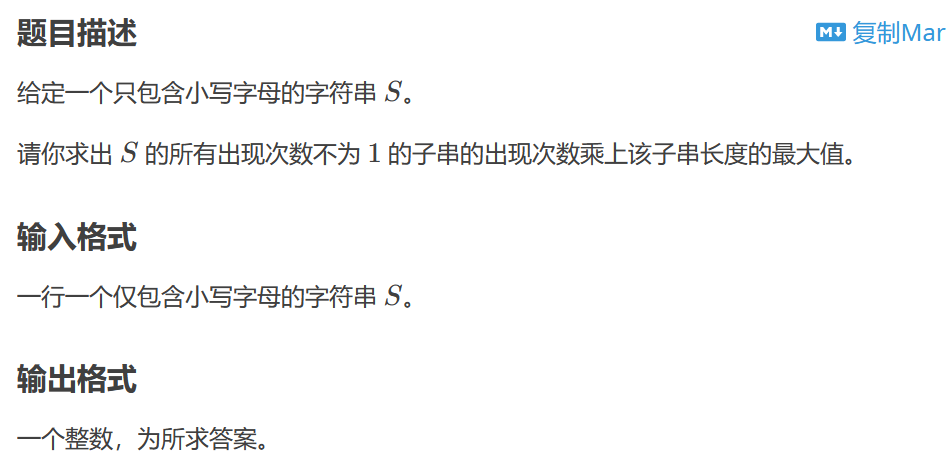 题目描述
M↓ 复制Mar
给定一个只包含小写字母的字符串 S。
请你求出 S 的所有出现次数不为 1 的子串的出现次数乘上该子串长度的最大值。
输入格式
一行一个仅包含小写字母的字符串 S。
输出格式
一个整数，为所求答案。